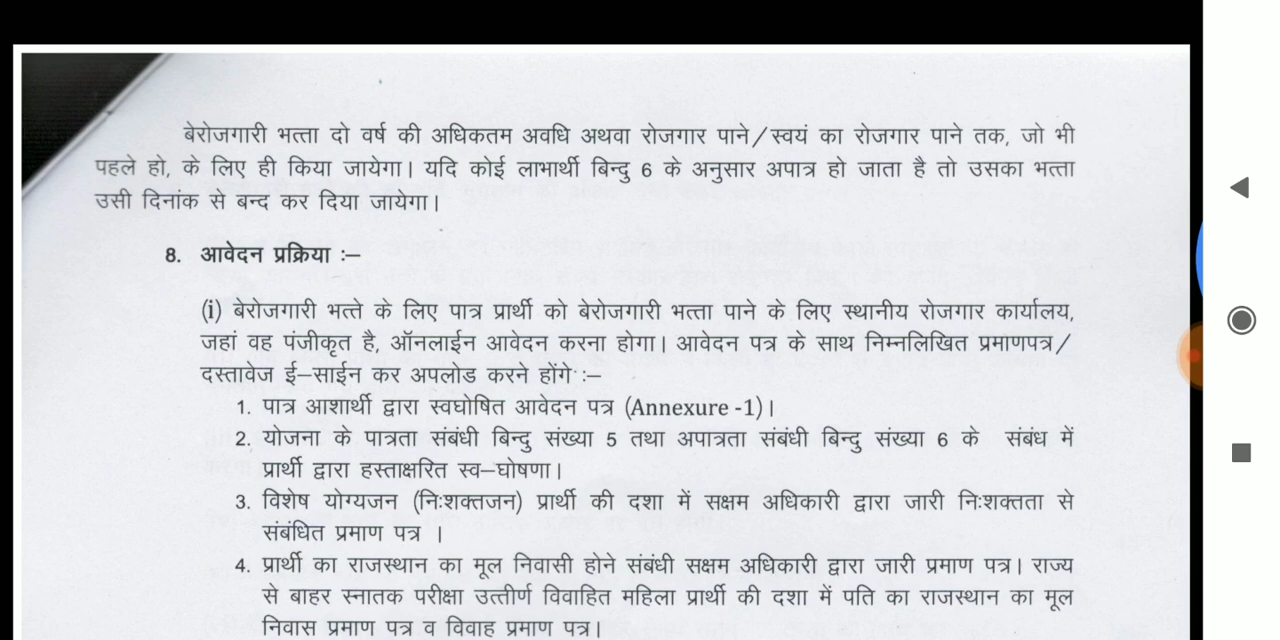 बेरोजगारी भत्ता दो वर्ष की अधिकतम अवधि अथवा रोजगार पाने/स्वयं का रोजगार पाने तक, जो भी
पहले हो, के लिए ही किया जायेगा। यदि कोई लाभार्थी बिन्दु 6 के अनुसार अपात्र हो जाता है तो उसका भत्ता
उसी दिनांक से बन्द कर दिया जायेगा।
8. आवेदन प्रक्रिया :–
(i) बेरोजगारी भत्ते के लिए पात्र प्रार्थी को बेरोजगारी भत्ता पाने के लिए स्थानीय रोजगार कार्यालय,
जहां वह पंजीकृत है, ऑनलाईन आवेदन करना होगा। आवेदन पत्र के साथ निम्नलिखित प्रमाणपत्र/
दस्तावेज ई–साईन कर अपलोड करने होंगे :–
1. पात्र आशार्थी द्वारा स्वघोषित आवेदन पत्र (Annexure -1)।
2. योजना के पात्रता संबंधी बिन्दु संख्या 5 तथा अपात्रता संबंधी बिन्दु संख्या 6 के संबंध में
प्रार्थी द्वारा हस्ताक्षरित स्व–घोषणा।
3. विशेष योग्यजन (निःशक्तजन) प्रार्थी की दशा में सक्षम अधिकारी द्वारा जारी निःशक्तता से
संबंधित प्रमाण पत्र ।
4. प्रार्थी का राजस्थान का मूल निवासी होने संबंधी सक्षम अधिकारी द्वारा जारी प्रमाण पत्र। राज्य
से बाहर स्नातक परीक्षा उत्तीर्ण विवाहित महिला प्रार्थी की दशा में पति का राजस्थान का मूल
निवास प्रमाण पत्र व विवाह प्रमाण पत्र।